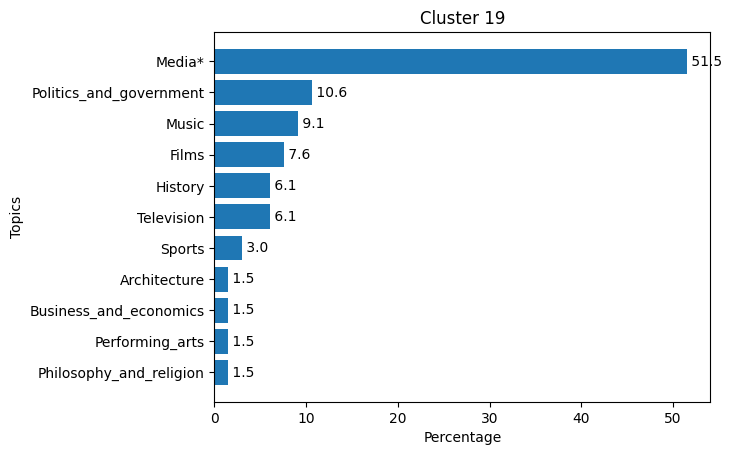 Cluster 19
Media* 51.5
Politics_and_government 10.6
Music 9.1
Films 7.6
History 6.1
Television 6.1
Sports 3.0
Architecture 1.5
Business_and_economics 1.5
Performing_arts 1.5
Philosophy_and_religion 1.5
Topics
0 10 20 30 40 50
Percentage